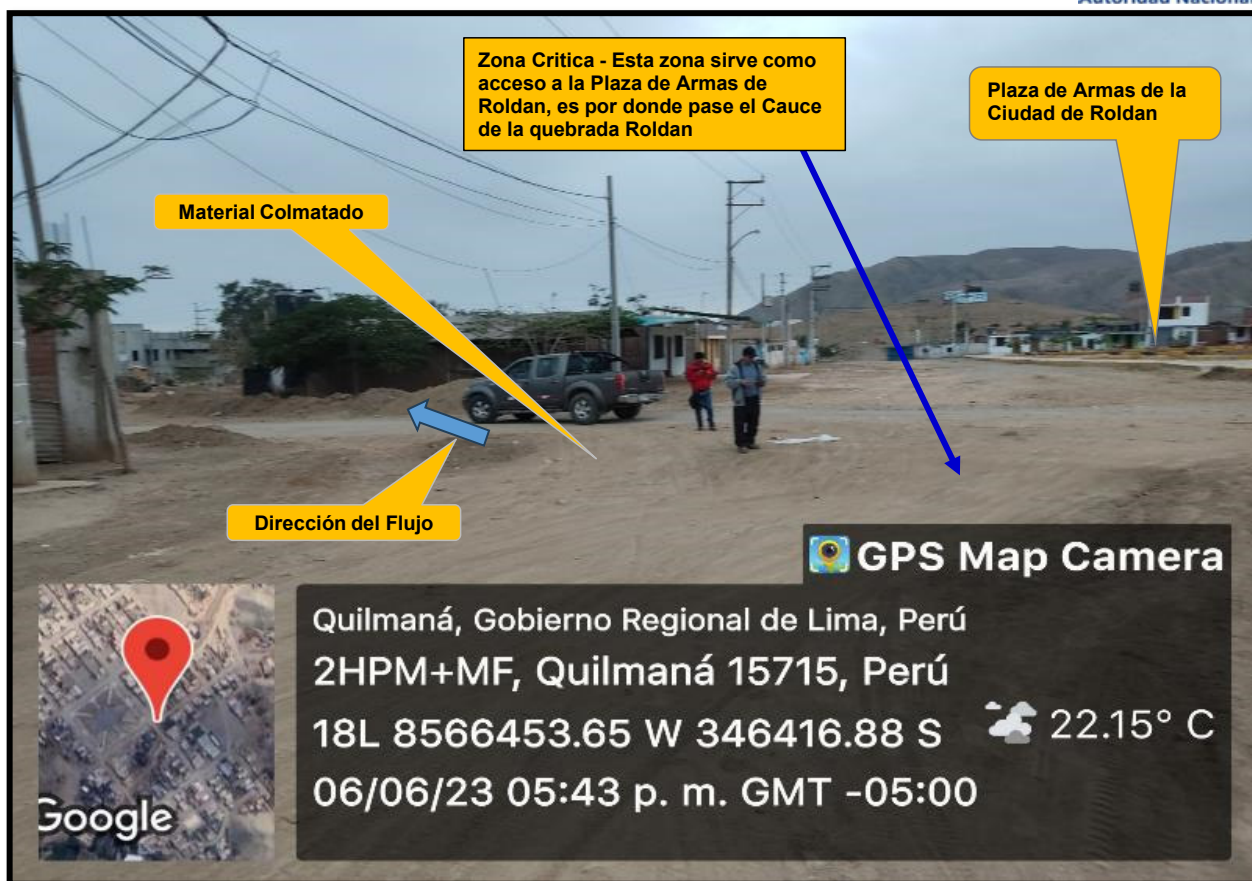 Autoridad Nacional
Zona Critica - Esta zona sirve como
acceso a la Plaza de Armas de
Roldan, es por donde pase el Cauce
de la quebrada Roldan
Plaza de Armas de la
Ciudad de Roldan
Material Colmatado
Dirección del Flujo
GPS Map Camera
Quilmaná, Gobierno Regional de Lima, Perú
2HPM+MF, Quilmaná 15715, Perú
18L 8566453.65 W 346416.88 S
22.15° C
06/06/23 05:43 p. m. GMT -05:00
Google